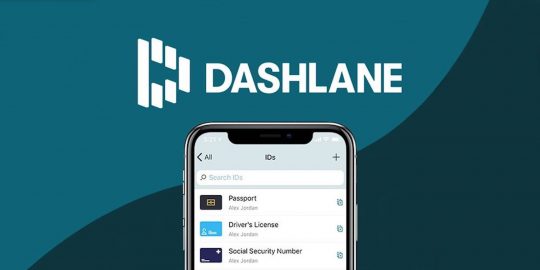 DASHLANE
All
IDs
+
Search IDs
Passport
Alex Jordan
Driver's License
Alex Jordan
Social Security Number
Alex Jordan